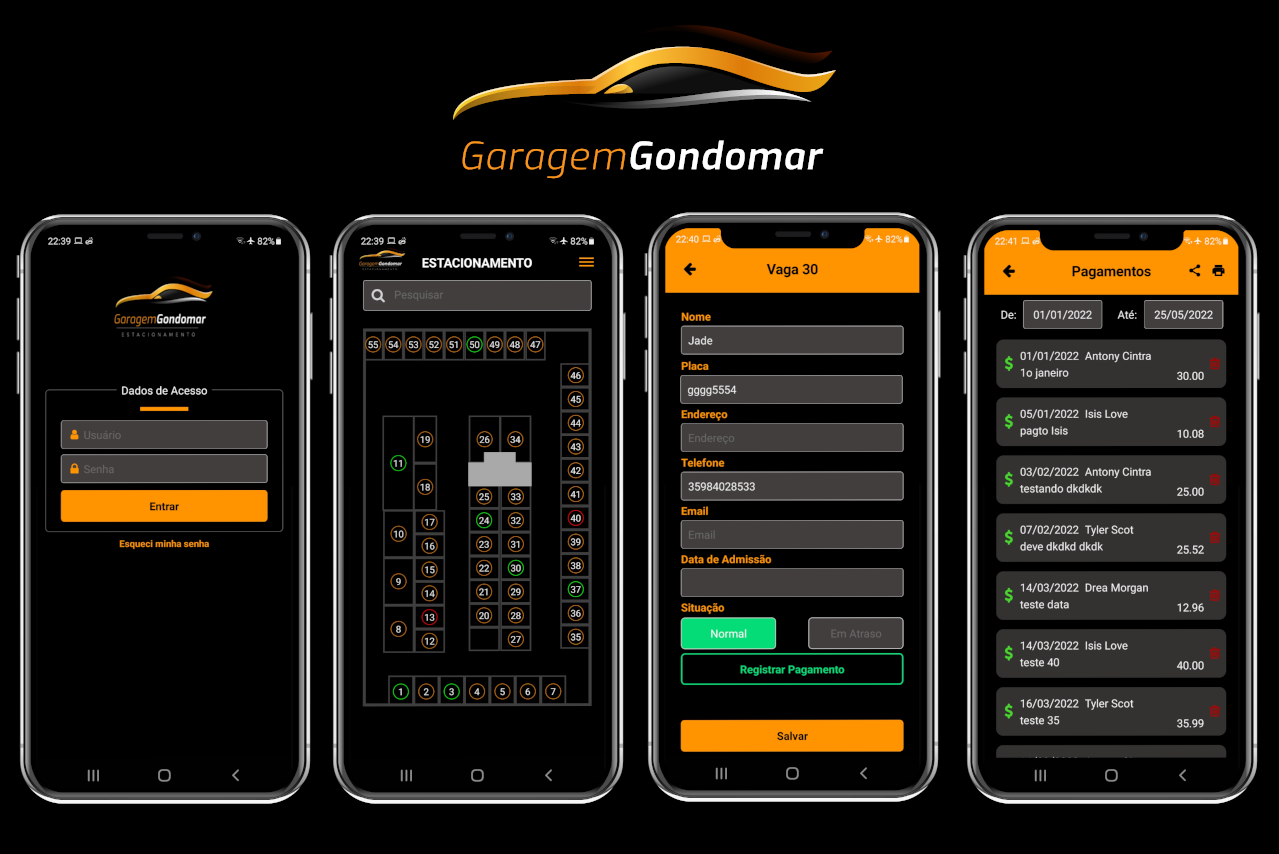 GaragemGondomar
22:39
82%
GaragemGondomar
ESTACIONAMENTO
Dados de Acesso
Usuário
Senha
Entrar
Esqueci minha senha
22:39
82%
GaragemGondomar
ESTACIONAMENTO
ESTACIONAMENTO
Pesquisar
55 54 53 52 51 50 49 48 47
46
45
44
43
42
41
40
39
38
37
36
35
19
11
18
10
17
16
9
15
14
8
13
12
26 34
25 33
24 32
23 31
22 30
21 29
20 28
27
1 2 3 4 5 6 7
22:40
82%
Vaga 30
Nome
Jade
Placa
gggg5554
Endereço
Endereço
Telefone
35984028533
Email
Email
Data de Admissão
Situação
Normal
Em Atraso
Registrar Pagamento
Salvar
22:41
82%
Pagamentos
De: 01/01/2022 Até: 25/05/2022
$ 01/01/2022 Antony Cintra
1o janeiro 30.00
$ 05/01/2022 Isis Love
pagto Isis 10.08
$ 03/02/2022 Antony Cintra
testando dkdkdk 25.00
$ 07/02/2022 Tyler Scot
deve dkdkd dkdk 25.52
$ 14/03/2022 Drea Morgan
teste data 12.96
$ 14/03/2022 Isis Love
teste 40 40.00
$ 16/03/2022 Tyler Scot
teste 35 35.99